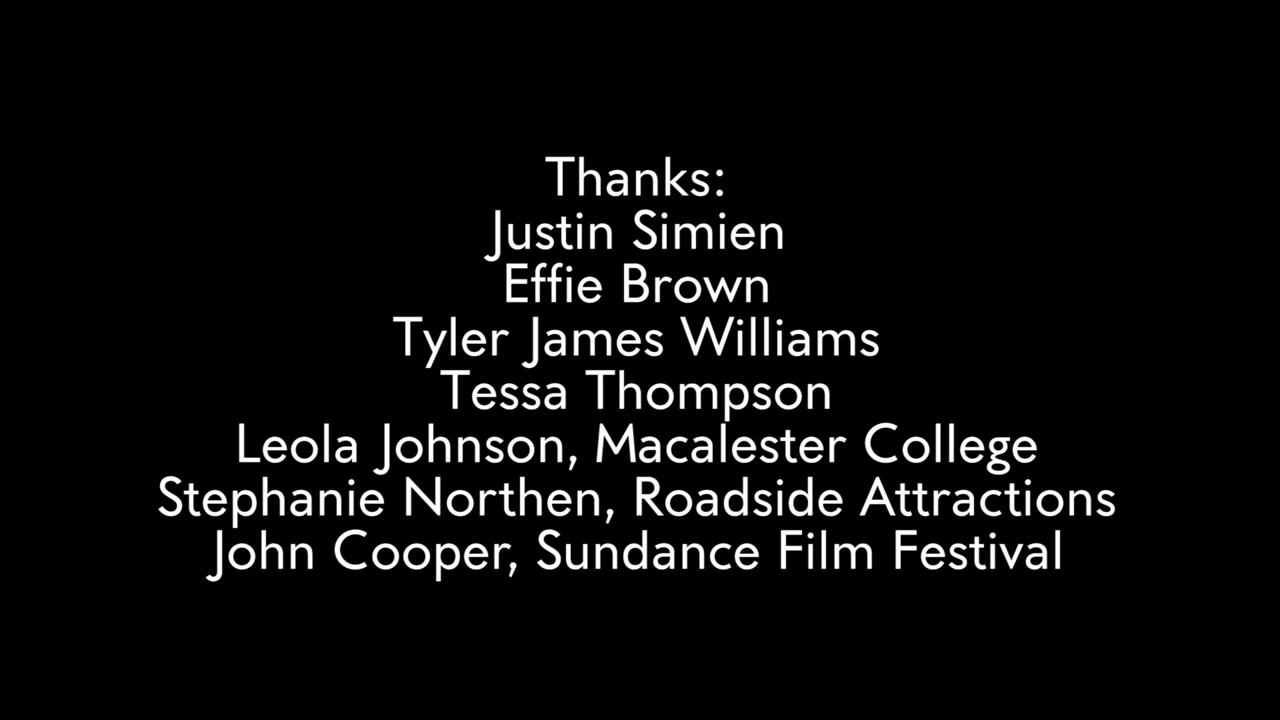 Thanks:
Justin Simien
Effie Brown
Tyler James Williams
Tessa Thompson
Leola Johnson, Macalester College
Stephanie Northen, Roadside Attractions
John Cooper, Sundance Film Festival